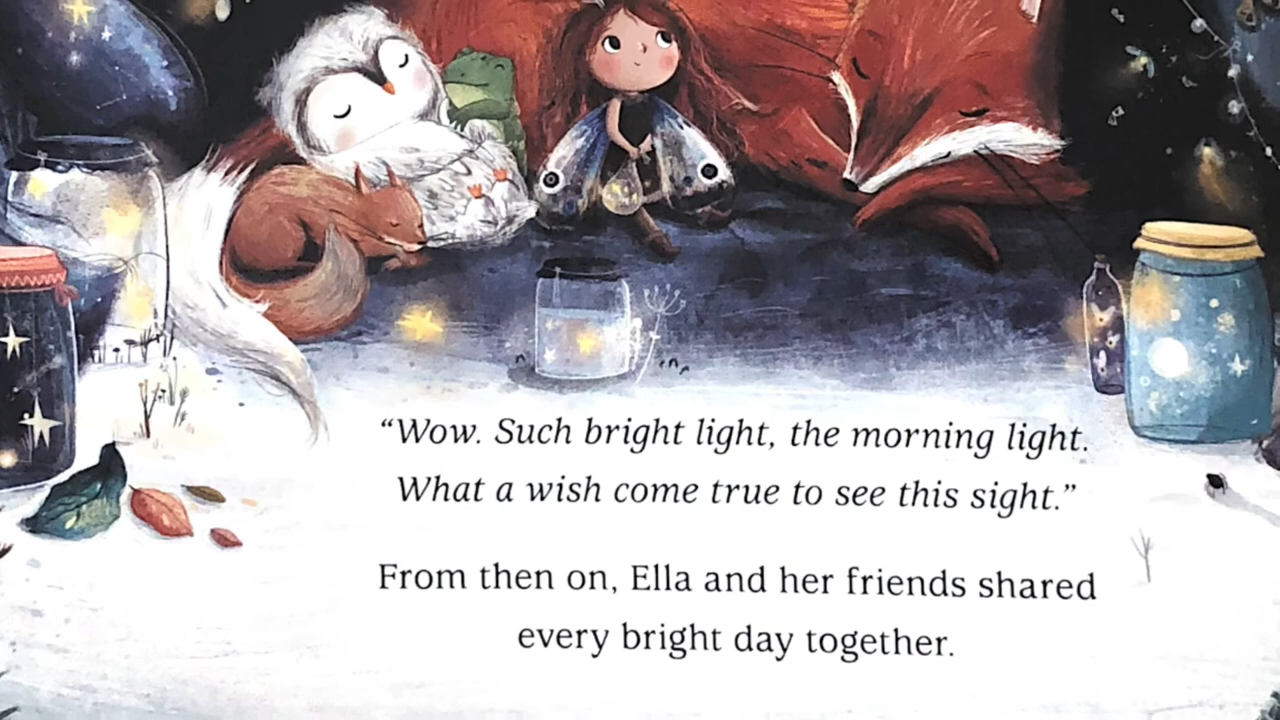 “Wow. Such bright light, the morning light.
What a wish come true to see this sight.”
From then on, Ella and her friends shared
every bright day together.